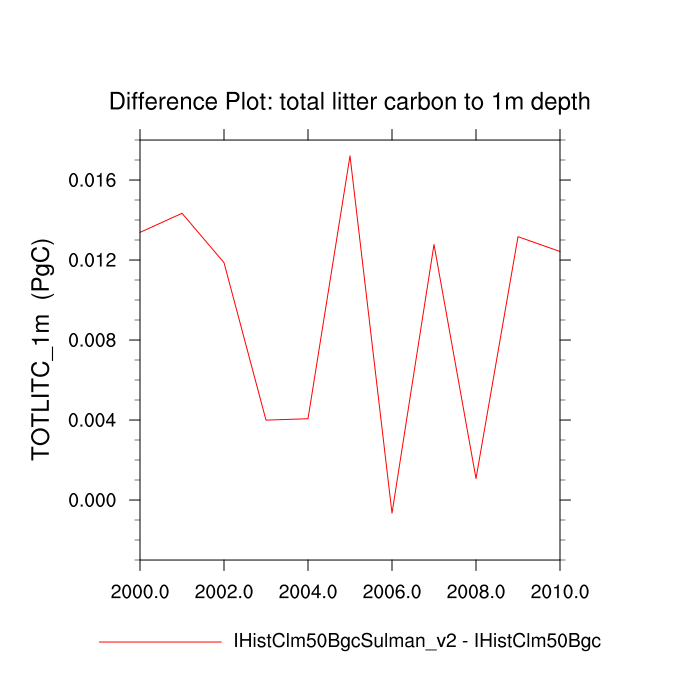 Difference Plot: total litter carbon to 1m depth
TOTLITC_1m (PgC)
0.016
0.012
0.008
0.004
0.000
2000.0 2002.0 2004.0 2006.0 2008.0 2010.0
IHistClm50BgcSulman_v2 - IHistClm50Bgc